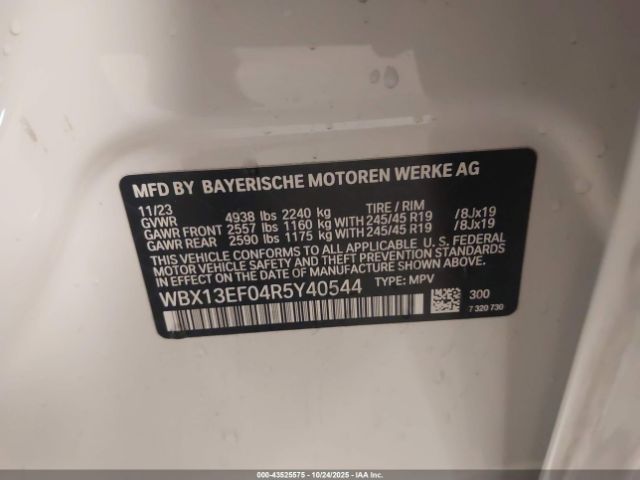 MFD BY BAYERISCHE MOTOREN WERKE AG
11/23 TIRE / RIM
GVWR 4938 lbs 2240 kg
GAWR FRONT 2557 lbs 1160 kg WITH 245/45 R19 /8Jx19
GAWR REAR 2590 lbs 1175 kg WITH 245/45 R19 /8Jx19
THIS VEHICLE CONFORMS TO ALL APPLICABLE U. S. FEDERAL
MOTOR VEHICLE SAFETY, BUMPER, AND THEFT PREVENTION
STANDARDS IN EFFECT ON THE DATE OF MANUFACTURE SHOWN ABOVE.
WBX13EF04R5Y40544 TYPE: MPV
300
7 320 730
000-43525575 - 10/24/2025 - IAA, Inc.